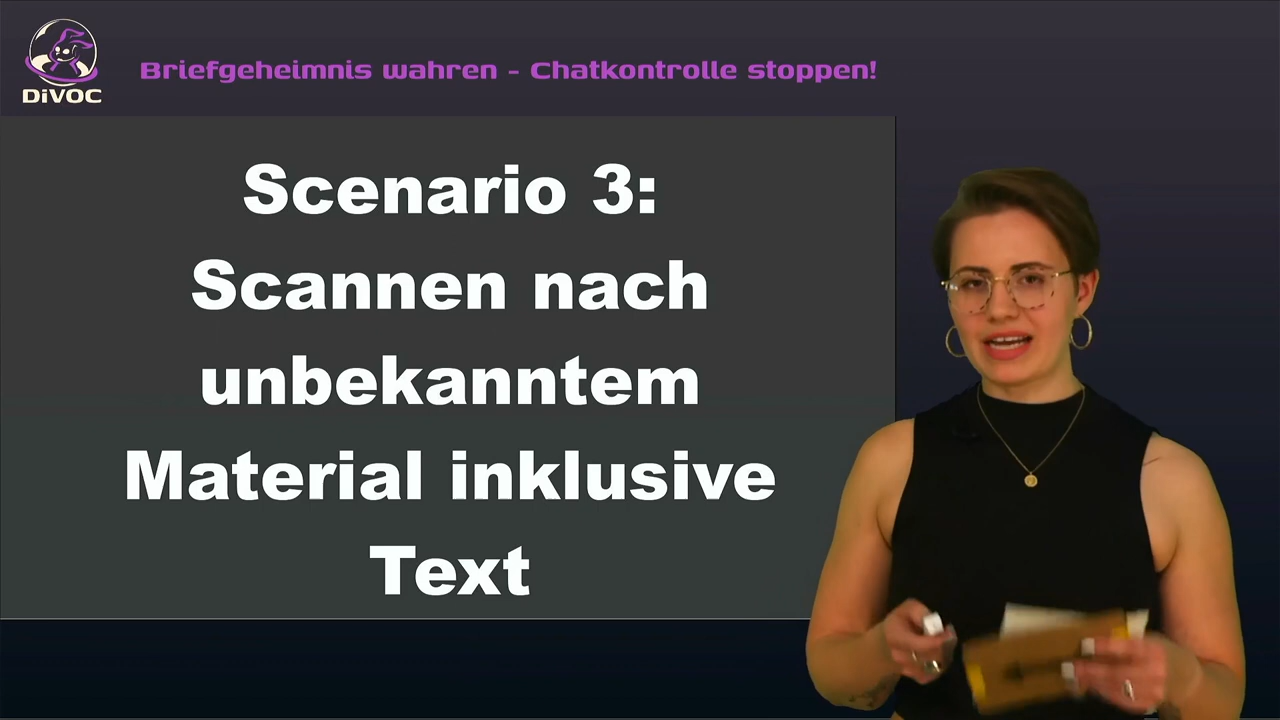 DiVOC
Briefgeheimnis wahren - Chatkontrolle stoppen!
Scenario 3:
Scannen nach
unbekanntem
Material inklusive
Text